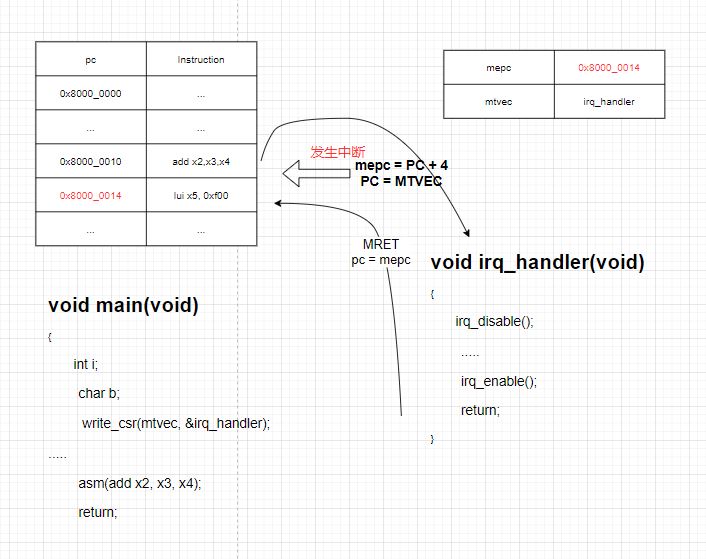 pc Instruction
0x8000_0000 ...
... ...
0x8000_0010 add x2,x3,x4
0x8000_0014 lui x5, 0xf00
... ...
mepc 0x8000_0014
mtvec irq_handler
发生中断
mepc = PC + 4
PC = MTVEC
MRET
pc = mepc
void main(void)
{
int i;
char b;
write_csr(mtvec, &irq_handler);
.....
asm(add x2, x3, x4);
return;
void irq_handler(void)
{
irq_disable();
.....
irq_enable();
return;
}